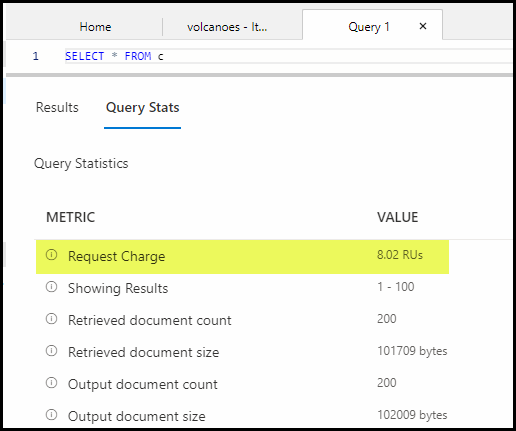 Home volcanoes - It... Query 1 ×
1 SELECT * FROM c
Results Query Stats
Query Statistics
METRIC VALUE
Request Charge 8.02 RUs
Showing Results 1 - 100
Retrieved document count 200
Retrieved document size 101709 bytes
Output document count 200
Output document size 102009 bytes